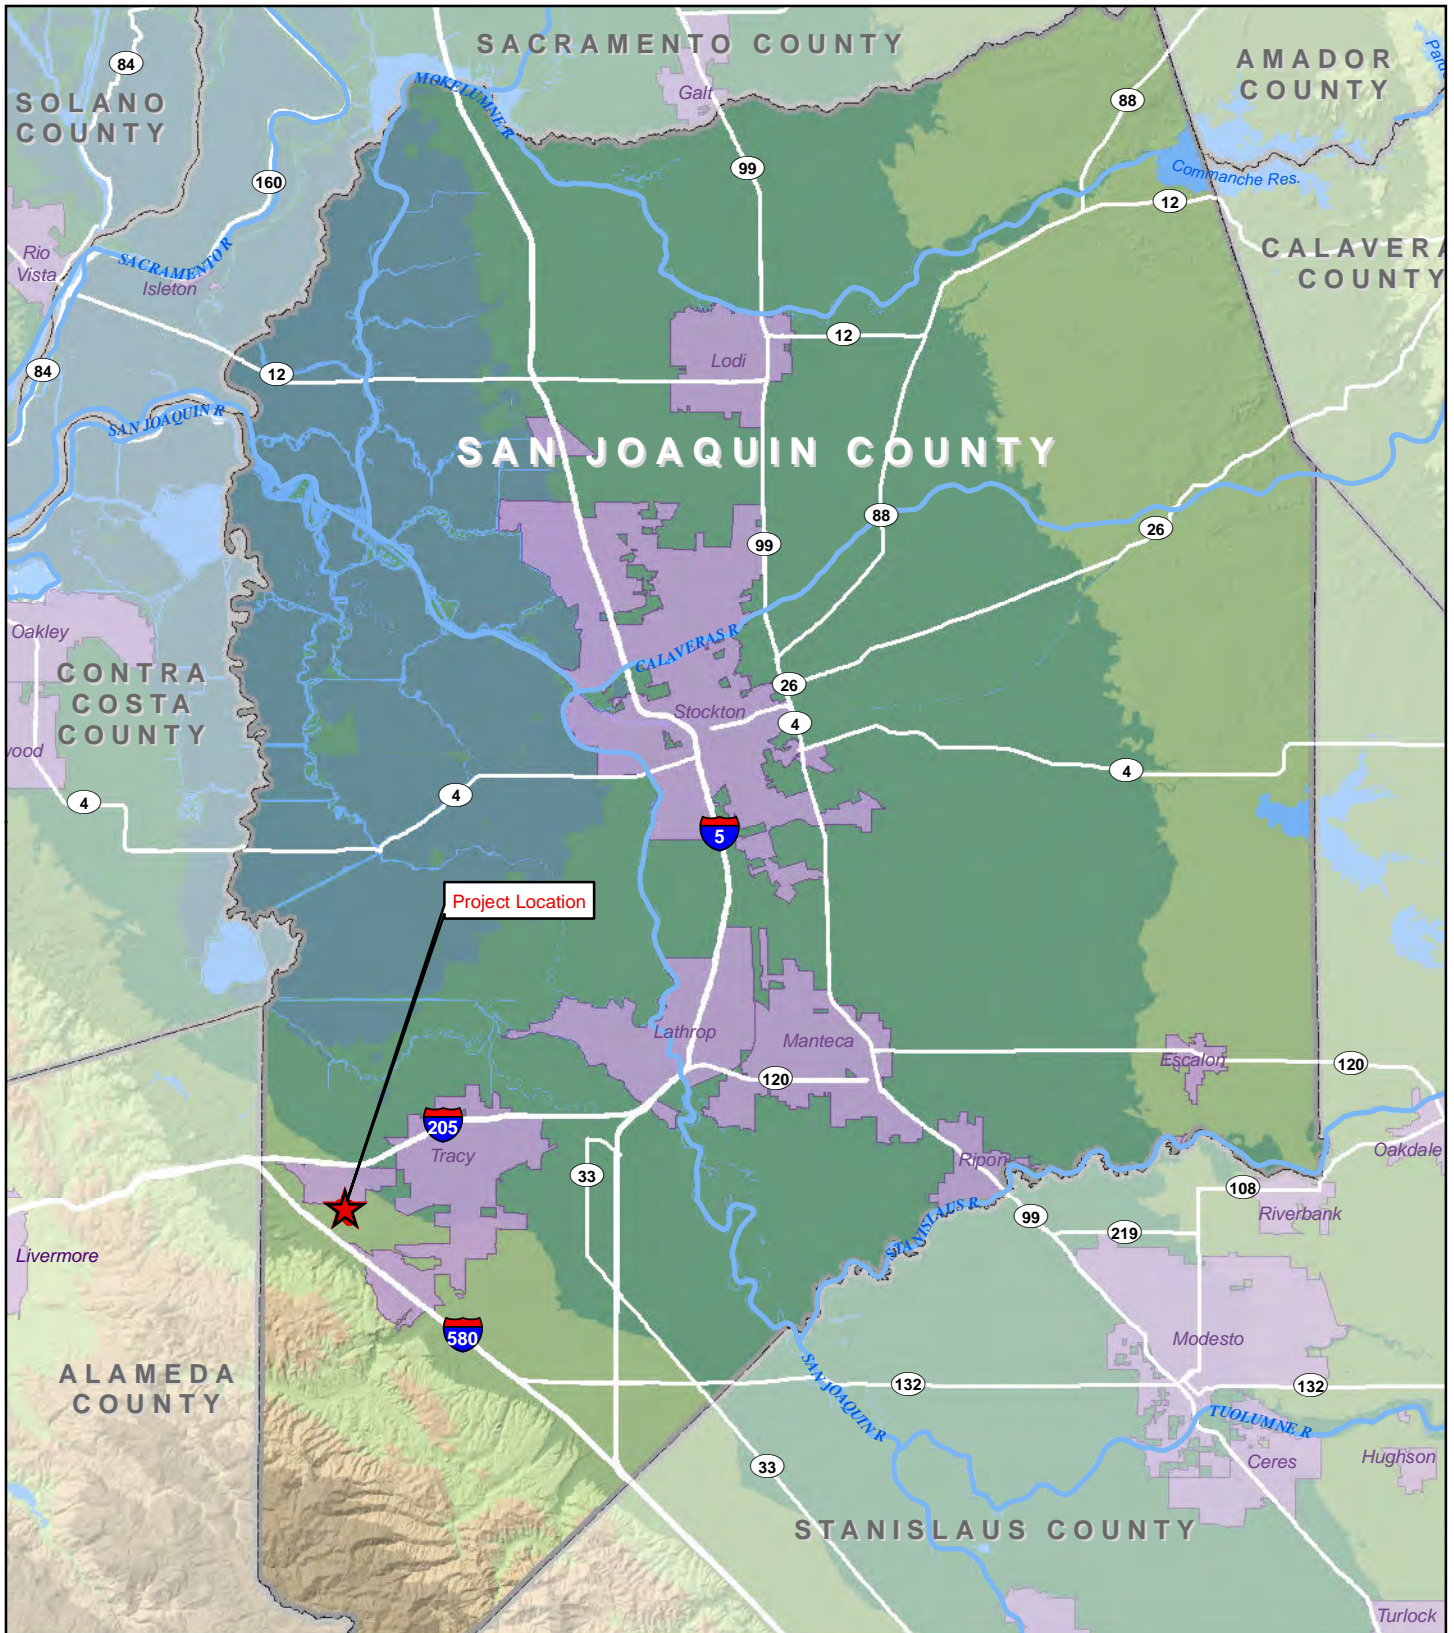 SACRAMENTO COUNTY
84
AMADOR
COUNTY
MOKELUMNE R
Galt
88
SOLANO
COUNTY
99
Commanche Res.
160
12
Rio
Vista
SACRAMENTO R
Isleton
CALAVERA
COUNTY
12
Lodi
84
12
SAN JOAQUIN R
SAN JOAQUIN COUNTY
88
26
99
Oakley
CALAVERAS R
CONTRA
COSTA
COUNTY
26
Stockton
4
wood
4
4
4
5
Project Location
Lathrop
Manteca
Escalon
120
120
205
Tracy
Oakdale
Ripon
33
108
STANISLAUS R
99
Riverbank
219
Livermore
580
Modesto
ALAMEDA
COUNTY
SAN JOAQUIN R
132
132
TUOLUMNE R
33
Ceres
Hughson
STANISLAUS COUNTY
Turlock